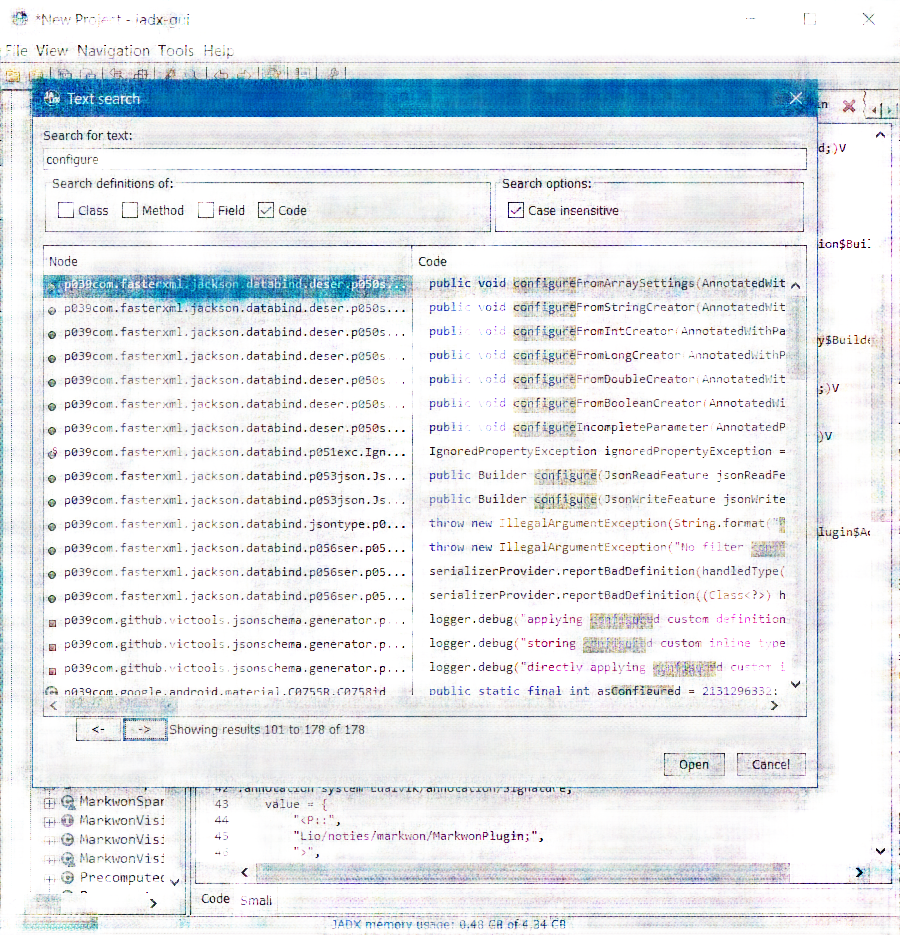 *New Project - jadx-gui
File View Navigation Tools Help
Text search
Search for text:
configure
Search definitions of: Search options:
Class Method Field Code Case insensitive
Node Code
p039com.fasterxml.jackson.databind.deser.p050s... public void configureFromArraySettings(AnnotatedWit
p039com.fasterxml.jackson.databind.deser.p050s... public void configureFromStringCreator(AnnotatedWit
p039com.fasterxml.jackson.databind.deser.p050s... public void configureFromIntCreator(AnnotatedWithPa
p039com.fasterxml.jackson.databind.deser.p050s... public void configureFromLongCreator(AnnotatedWithP
p039com.fasterxml.jackson.databind.deser.p050s... public void configureFromDoubleCreator(AnnotatedWit
p039com.fasterxml.jackson.databind.deser.p050s... public void configureFromBooleanCreator(AnnotatedWi
p039com.fasterxml.jackson.databind.deser.p050s... public void configureIncompleteParameter(AnnotatedP
p039com.fasterxml.jackson.databind.p051exc.Ign... IgnoredPropertyException ignoredPropertyException =
p039com.fasterxml.jackson.databind.p053json.Js... public Builder configure(JsonReadFeature jsonReadFe
p039com.fasterxml.jackson.databind.p053json.Js... public Builder configure(JsonWriteFeature jsonWrite
p039com.fasterxml.jackson.databind.jsontype.p0... throw new IllegalArgumentException(String.format("
p039com.fasterxml.jackson.databind.p056ser.p05... throw new IllegalArgumentException("No filter
p039com.fasterxml.jackson.databind.p056ser.p05... serializerProvider.reportBadDefinition(handledType(
p039com.fasterxml.jackson.databind.p056ser.p05... serializerProvider.reportBadDefinition((Class<?>) h
p039com.github.victools.jsonschema.generator.p... logger.debug("applying configured custom definition
p039com.github.victools.jsonschema.generator.p... logger.debug("storing configured custom inline type
p039com.github.victools.jsonschema.generator.p... logger.debug("directly applying configured custom i
p039com.google.android.material.C0755R.C0758id public static final int asConfigured = 2131296332;
<- -> Showing results 101 to 178 of 178
Open Cancel
d;)V
ion$Buil
y$Builde
;)V
)V
lugin$Ac
42 .annotation system Ldalvik/annotation/Signature;
43 value = {
44 "<P::",
45 "Lio/noties/markwon/MarkwonPlugin;",
">",
MarkwonSpan
MarkwonVisi
MarkwonVisi
MarkwonVisi
Precomputed
Code Smali
JADX memory usage: 0.48 GB of 4.34 GB